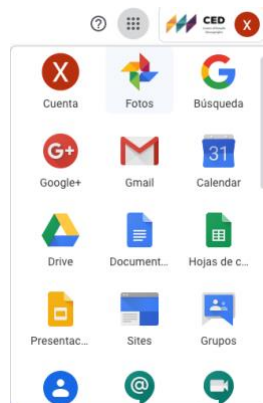 CED
X
X
Cuenta
Fotos
Búsqueda
G+
31
Google+
Gmail
Calendar
Drive
Document...
Hojas de c...
Presentac...
Sites
Grupos